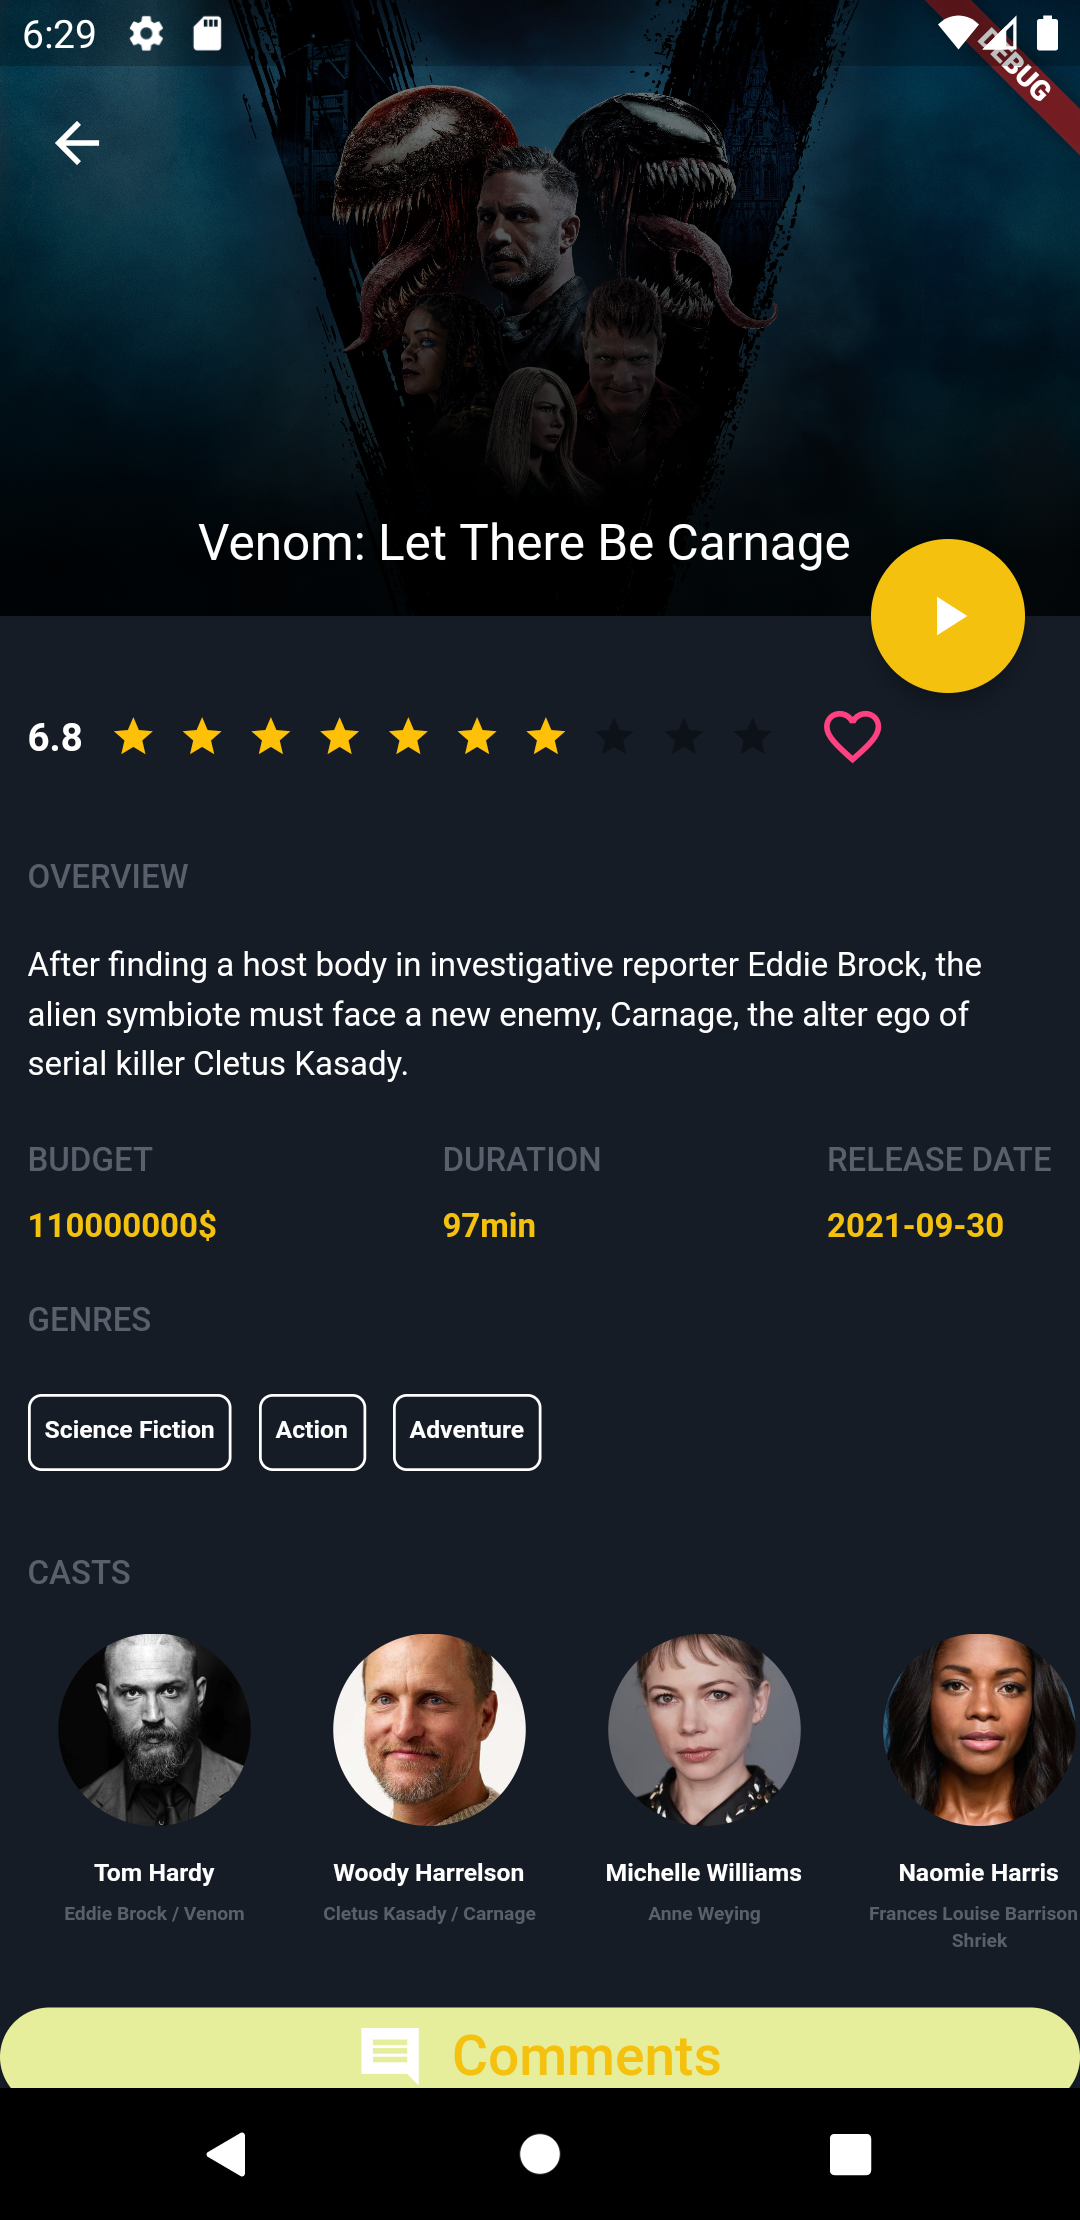 6:29
DEBUG
Venom: Let There Be Carnage
6.8
OVERVIEW
After finding a host body in investigative reporter Eddie Brock, the
alien symbiote must face a new enemy, Carnage, the alter ego of
serial killer Cletus Kasady.
BUDGET DURATION RELEASE DATE
110000000$ 97min 2021-09-30
GENRES
Science Fiction Action Adventure
CASTS
Tom Hardy Woody Harrelson Michelle Williams Naomie Harris
Eddie Brock / Venom Cletus Kasady / Carnage Anne Weying Frances Louise Barrison
Shriek
Comments